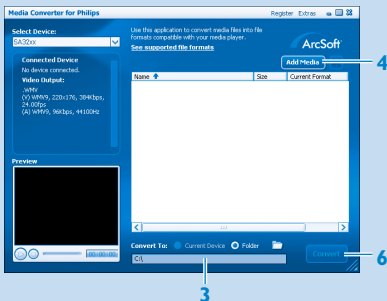 Media Converter for Philips
Register Extras
Select Device:
SA32xx
Use this application to convert media files into file
formats compatible with your media player.
See supported file formats
ArcSoft
Connected Device
No device connected.
Video Output:
.WMV
(V) WMV9, 220x176, 384Kbps,
24.00fps
(A) WMV9, 96Kbps, 44100Hz
Add Media
4
Name
Size
Current Format
Preview
Convert To:
Current Device
Folder
C:\
Convert
6
3